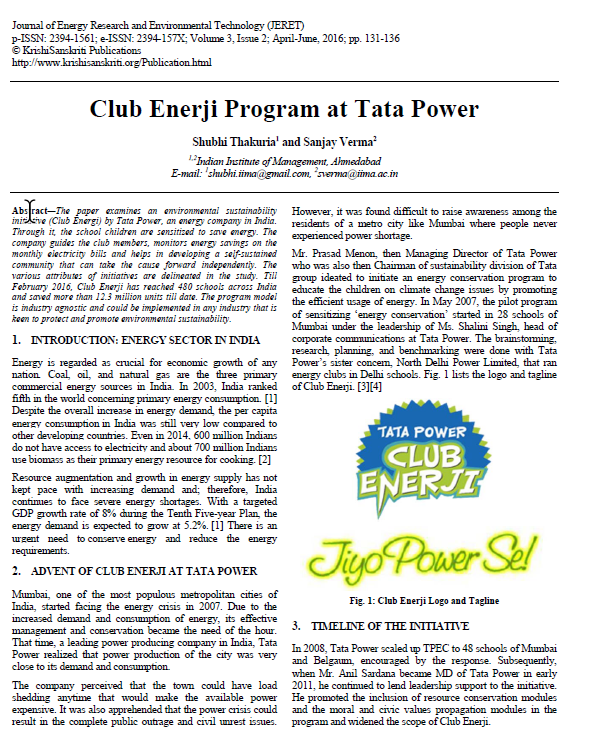 Journal of Energy Research and Environmental Technology (JERET)
p-ISSN: 2394-1561; e-ISSN: 2394-157X; Volume 3, Issue 2; April-June, 2016; pp. 131-136
© KrishiSanskriti Publications
http://www.krishisanskriti.org/Publication.html
Club Enerji Program at Tata Power
Shubhi Thakuria¹ and Sanjay Verma²
¹,²Indian Institute of Management, Ahmedabad
E-mail: ¹shubhi.iima@gmail.com, ²sverma@iima.ac.in
Abstract—The paper examines an environmental sustainability
initiative (Club Energi) by Tata Power, an energy company in India.
Through it, the school children are sensitized to save energy. The
company guides the club members, monitors energy savings on the
monthly electricity bills and helps in developing a self-sustained
community that can take the cause forward independently. The
various attributes of initiatives are delineated in the study. Till
February 2016, Club Enerji has reached 480 schools across India
and saved more than 12.3 million units till date. The program model
is industry agnostic and could be implemented in any industry that is
keen to protect and promote environmental sustainability.
1. INTRODUCTION: ENERGY SECTOR IN INDIA
Energy is regarded as crucial for economic growth of any
nation. Coal, oil, and natural gas are the three primary
commercial energy sources in India. In 2003, India ranked
fifth in the world concerning primary energy consumption. [1]
Despite the overall increase in energy demand, the per capita
energy consumption in India was still very low compared to
other developing countries. Even in 2014, 600 million Indians
do not have access to electricity and about 700 million Indians
use biomass as their primary energy resource for cooking. [2]
Resource augmentation and growth in energy supply has not
kept pace with increasing demand and; therefore, India
continues to face severe energy shortages. With a targeted
GDP growth rate of 8% during the Tenth Five-year Plan, the
energy demand is expected to grow at 5.2%. [1] There is an
urgent need to conserve energy and reduce the energy
requirements.
2. ADVENT OF CLUB ENERJI AT TATA POWER
Mumbai, one of the most populous metropolitan cities of
India, started facing the energy crisis in 2007. Due to the
increased demand and consumption of energy, its effective
management and conservation became the need of the hour.
That time, a leading power producing company in India, Tata
Power realized that power production of the city was very
close to its demand and consumption.
The company perceived that the town could have load
shedding anytime that would make the available power
expensive. It was also apprehended that the power crisis could
result in the complete public outrage and civil unrest issues.
However, it was found difficult to raise awareness among the
residents of a metro city like Mumbai where people never
experienced power shortage.
Mr. Prasad Menon, then Managing Director of Tata Power
who was also then Chairman of sustainability division of Tata
group ideated to initiate an energy conservation program to
educate the children on climate change issues by promoting
the efficient usage of energy. In May 2007, the pilot program
of sensitizing ‘energy conservation’ started in 28 schools of
Mumbai under the leadership of Ms. Shalini Singh, head of
corporate communications at Tata Power. The brainstorming,
research, planning, and benchmarking were done with Tata
Power’s sister concern, North Delhi Power Limited, that ran
energy clubs in Delhi schools. Fig. 1 lists the logo and tagline
of Club Enerji. [3][4]
TATA POWER
CLUB
ENERJI
Jiyo Power Se!
Fig. 1: Club Enerji Logo and Tagline
3. TIMELINE OF THE INITIATIVE
In 2008, Tata Power scaled up TPEC to 48 schools of Mumbai
and Belgaum, encouraged by the response. Subsequently,
when Mr. Anil Sardana became MD of Tata Power in early
2011, he continued to lend leadership support to the initiative.
He promoted the inclusion of resource conservation modules
and the moral and civic values propagation modules in the
program and widened the scope of Club Enerji.